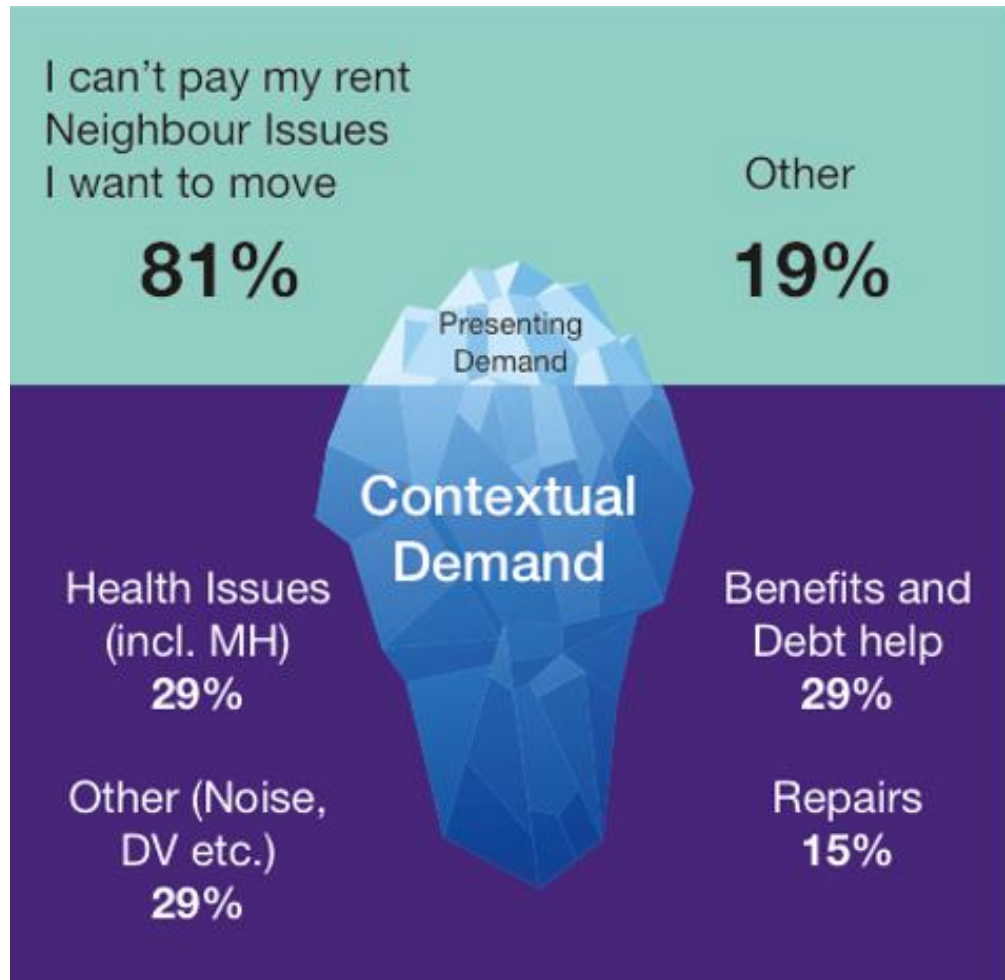 I can’t pay my rent
Neighbour Issues
I want to move
81%
Other
19%
Presenting
Demand
Contextual
Demand
Health Issues
(incl. MH)
29%
Benefits and
Debt help
29%
Other (Noise,
DV etc.)
29%
Repairs
15%